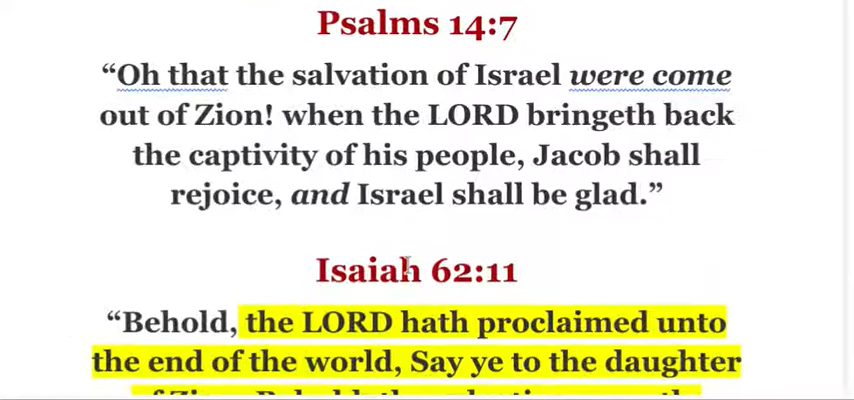 Psalms 14:7
“Oh that the salvation of Israel were come
out of Zion! when the LORD bringeth back
the captivity of his people, Jacob shall
rejoice, and Israel shall be glad.”
Isaiah 62:11
“Behold, the LORD hath proclaimed unto
the end of the world, Say ye to the daughter